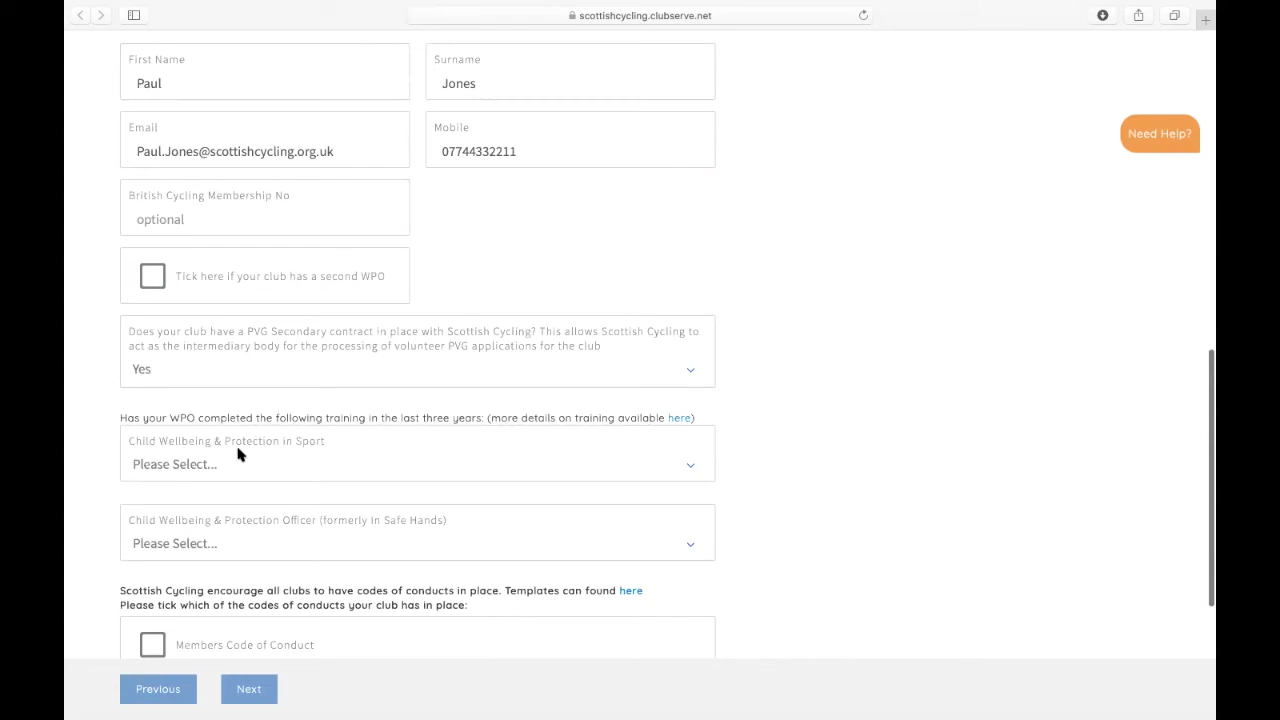 scottishcycling.clubserve.net
First Name
Surname
Paul
Jones
Email
Mobile
Paul.Jones@scottishcycling.org.uk
07744332211
Need Help?
British Cycling Membership No
optional
Tick here if your club has a second WPO
Does your club have a PVG Secondary contract in place with Scottish Cycling? This allows Scottish Cycling to
act as the intermediary body for the processing of volunteer PVG applications for the club
Yes
Has your WPO completed the following training in the last three years: (more details on training available here)
Child Wellbeing & Protection in Sport
Please Select...
Child Wellbeing & Protection Officer (formerly In Safe Hands)
Please Select...
Scottish Cycling encourage all clubs to have codes of conducts in place. Templates can found here
Please tick which of the codes of conducts your club has in place:
Members Code of Conduct
Previous
Next